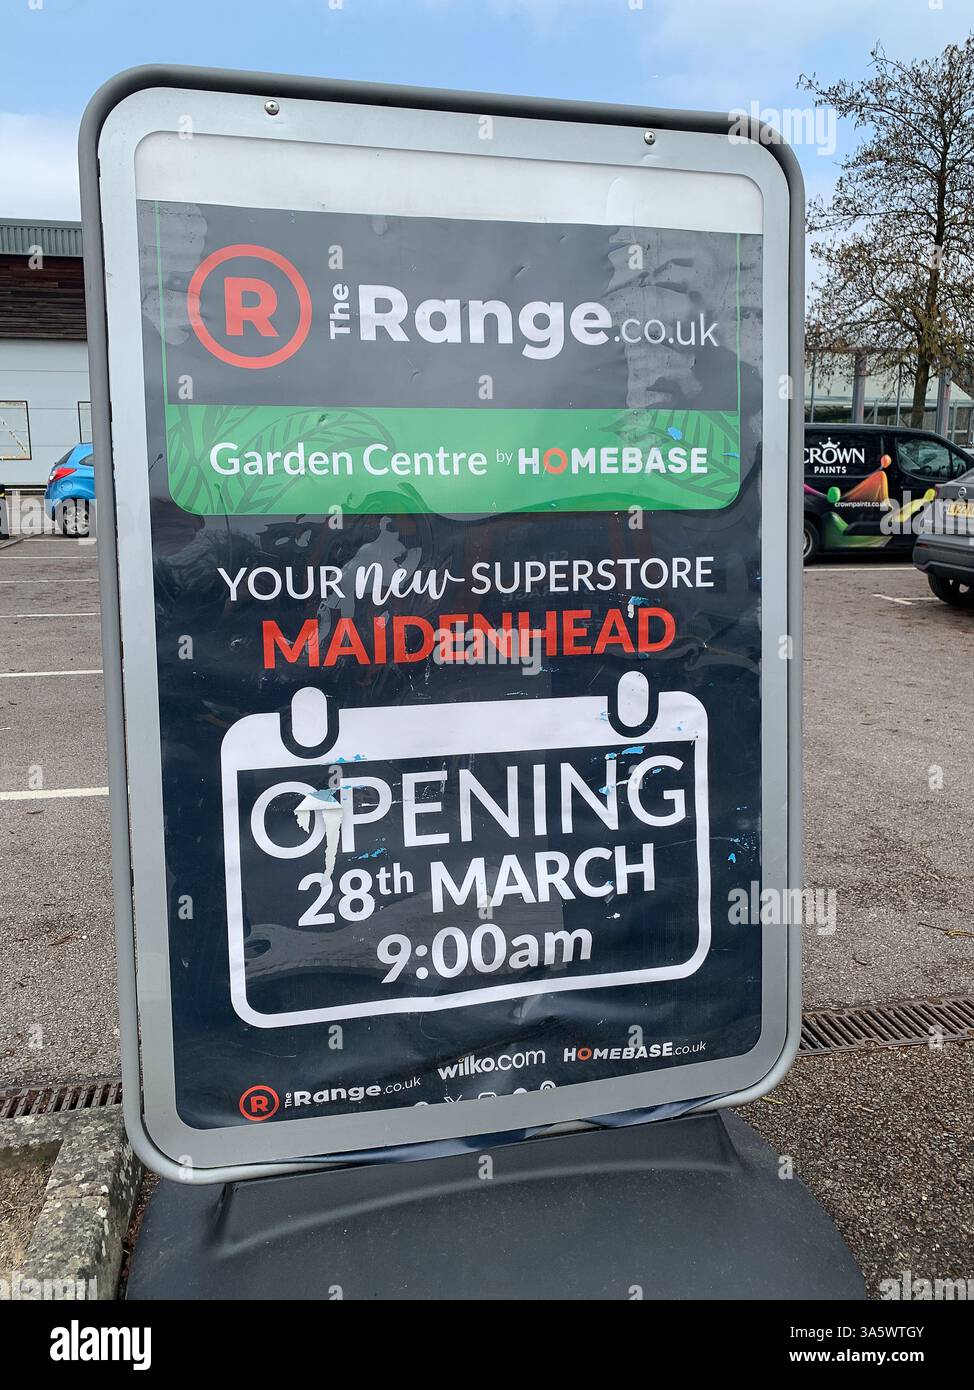 R The Range.co.uk
Garden Centre by HOMEBASE
YOUR new SUPERSTORE
MAIDENHEAD
OPENING
28th MARCH
9:00am
R The Range.co.uk wilko.com HOMEBASE.co.uk
CROWN
PAINTS
crownpaints.co.uk
alamy
Image ID: 3A5WTGY
www.alamy.com